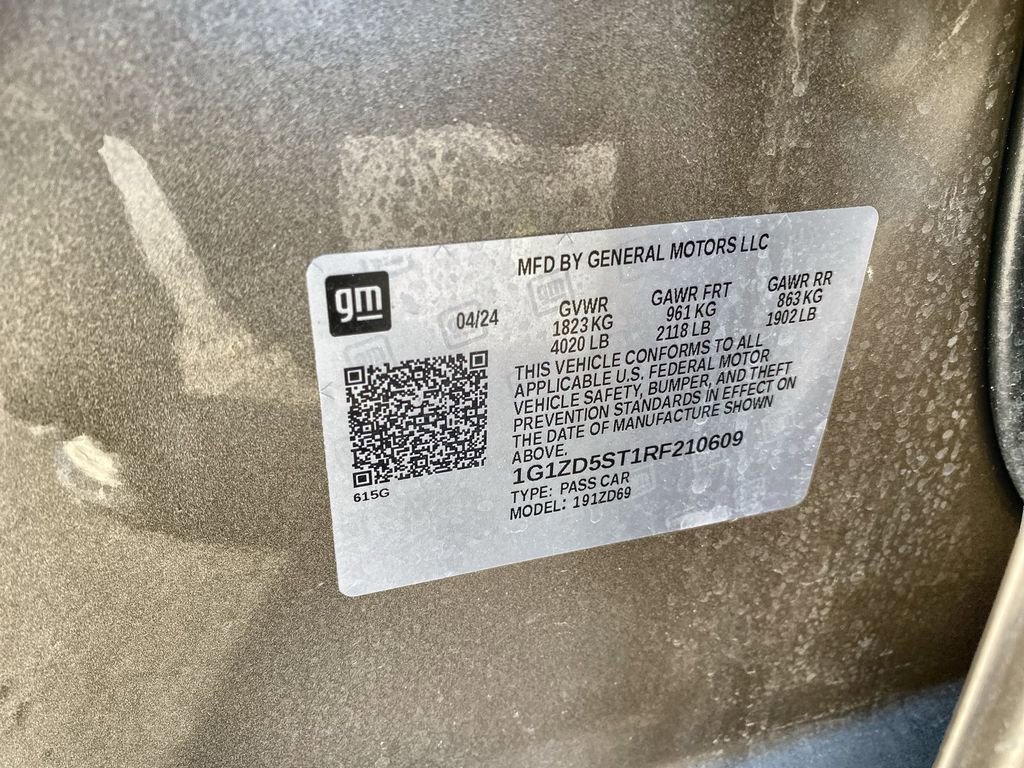 MFD BY GENERAL MOTORS LLC
gm
04/24
GVWR
1823 KG
4020 LB
GAWR FRT
961 KG
2118 LB
GAWR RR
863 KG
1902 LB
THIS VEHICLE CONFORMS TO ALL
APPLICABLE U.S. FEDERAL MOTOR
VEHICLE SAFETY, BUMPER, AND THEFT
PREVENTION STANDARDS IN EFFECT ON
THE DATE OF MANUFACTURE SHOWN
ABOVE.
1G1ZD5ST1RF210609
TYPE: PASS CAR
MODEL: 191ZD69
615G